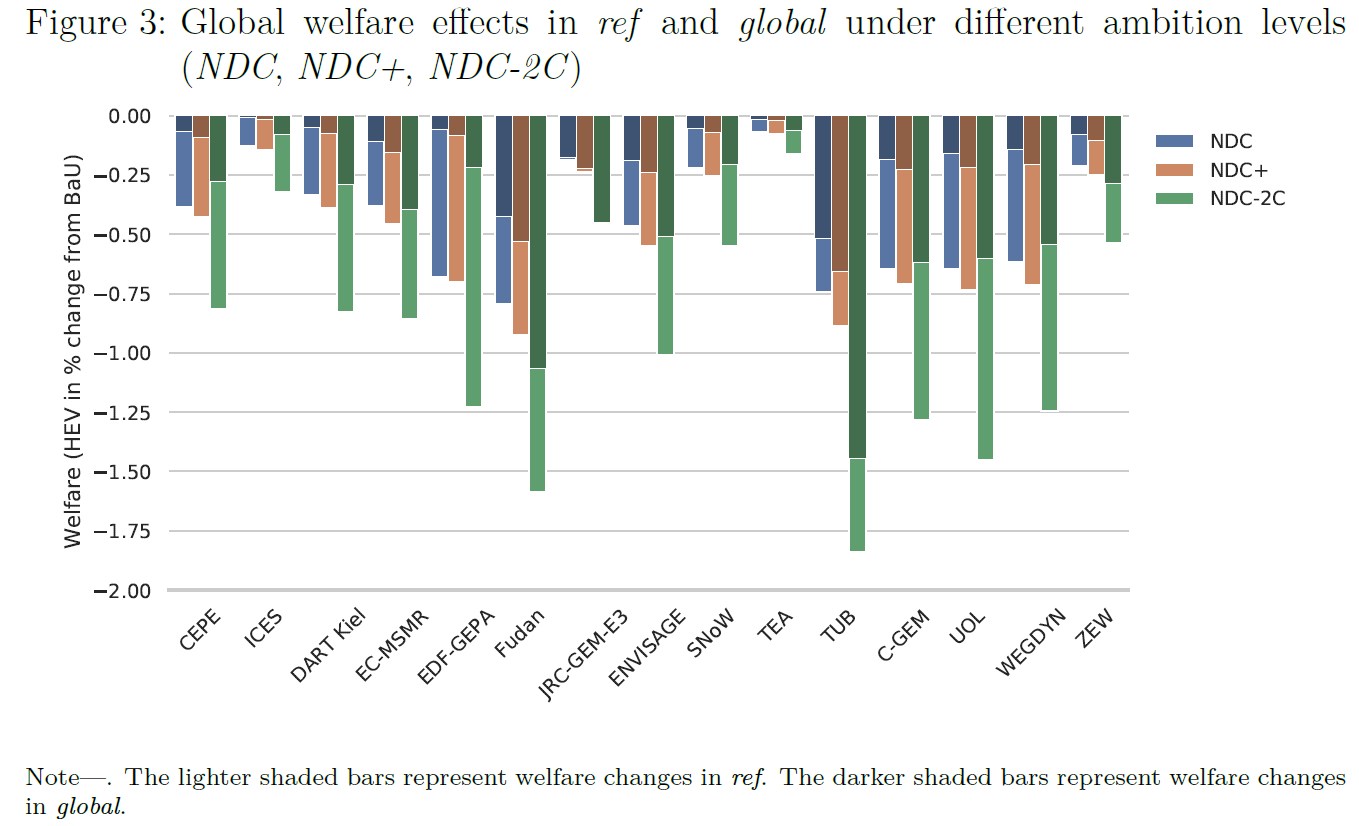 Figure 3: Global welfare effects in ref and global under different ambition levels
(NDC, NDC+, NDC-2C)
0.00
−0.25
−0.50
−0.75
−1.00
−1.25
−1.50
−1.75
−2.00
Welfare (HEV in % change from BaU)
NDC
NDC+
NDC-2C
CEPE
ICES
DART Kiel
EC-MSMR
EDF-GEPA
Fudan
JRC-GEM-E3
ENVISAGE
SNoW
TEA
TUB
C-GEM
UOL
WEGDYN
ZEW
Note—. The lighter shaded bars represent welfare changes in ref. The darker shaded bars represent welfare changes
in global.